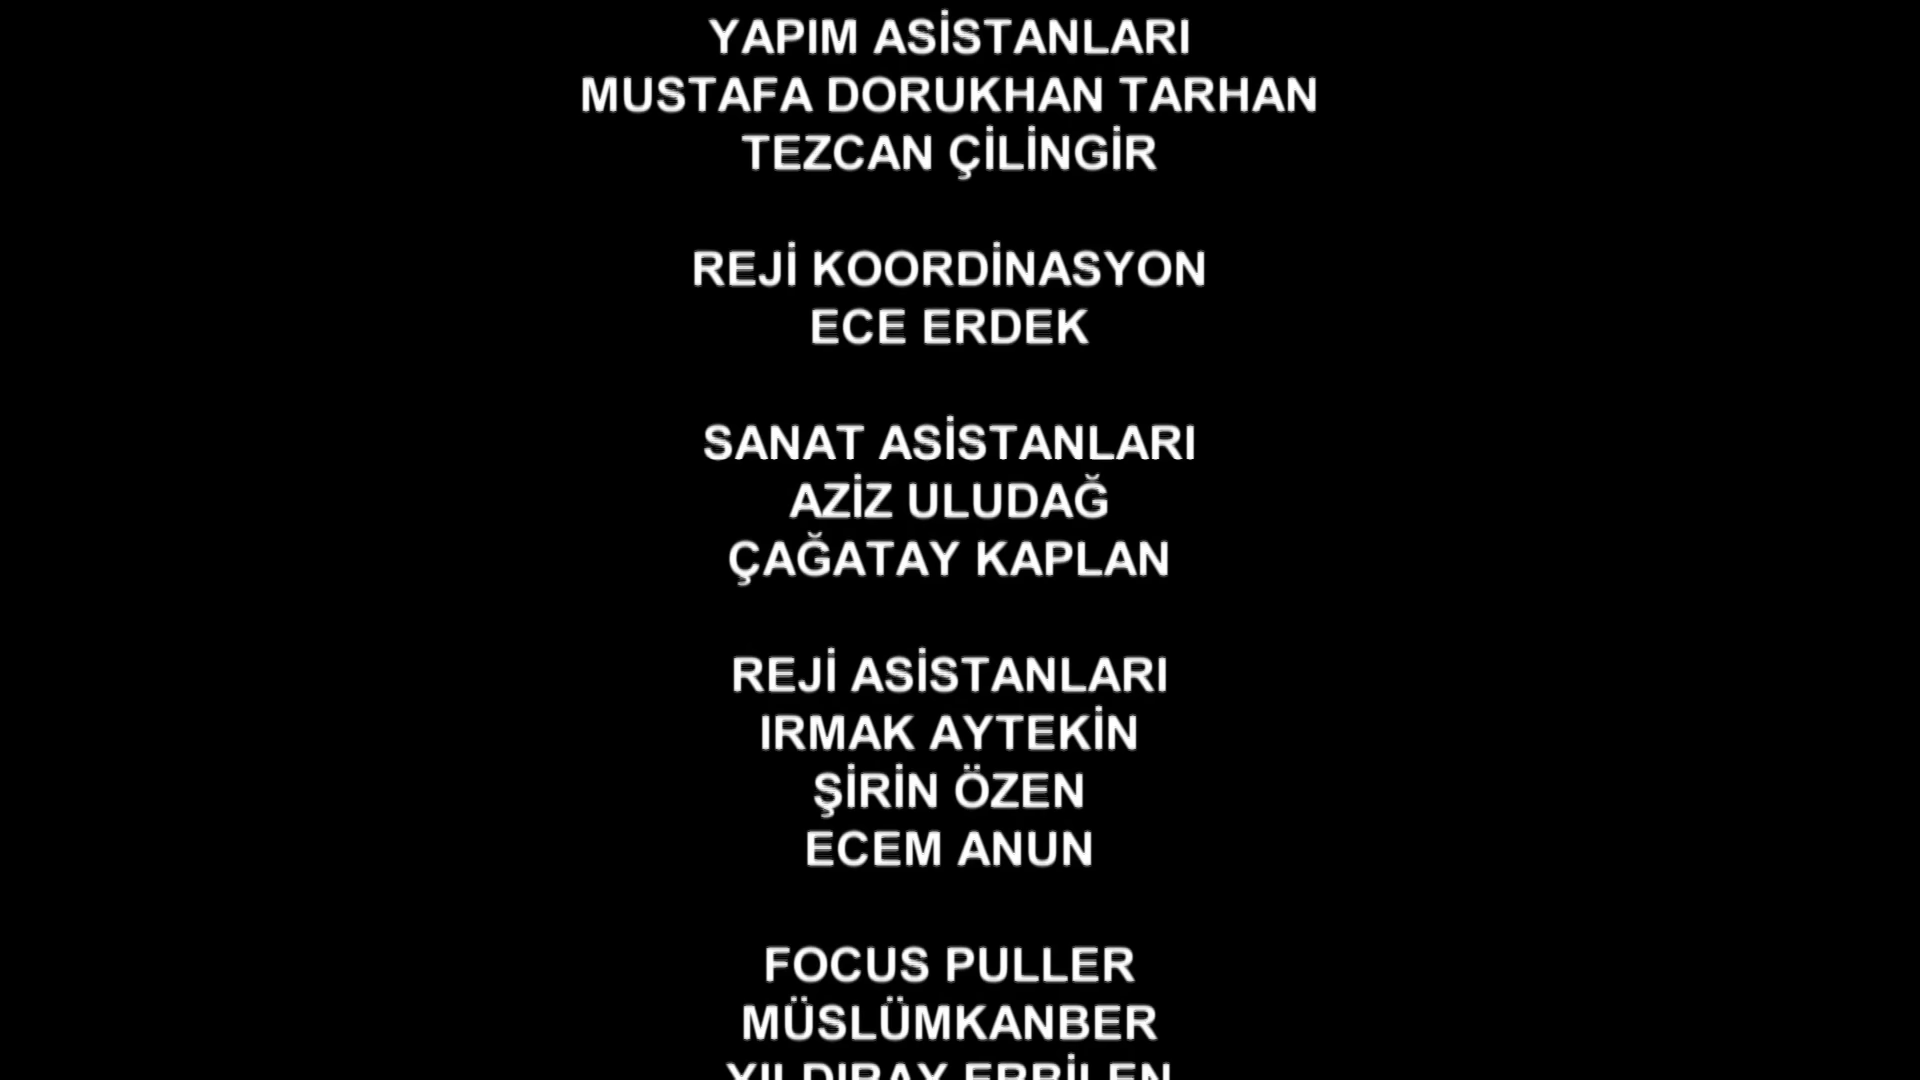 YAPIM ASİSTANLARI
MUSTAFA DORUKHAN TARHAN
TEZCAN ÇİLİNGİR
REJİ KOORDİNASYON
ECE ERDEK
SANAT ASİSTANLARI
AZİZ ULUDAĞ
ÇAĞATAY KAPLAN
REJİ ASİSTANLARI
IRMAK AYTEKİN
ŞİRİN ÖZEN
ECEM ANUN
FOCUS PULLER
MÜSLÜMKANBER
YILDIRAY